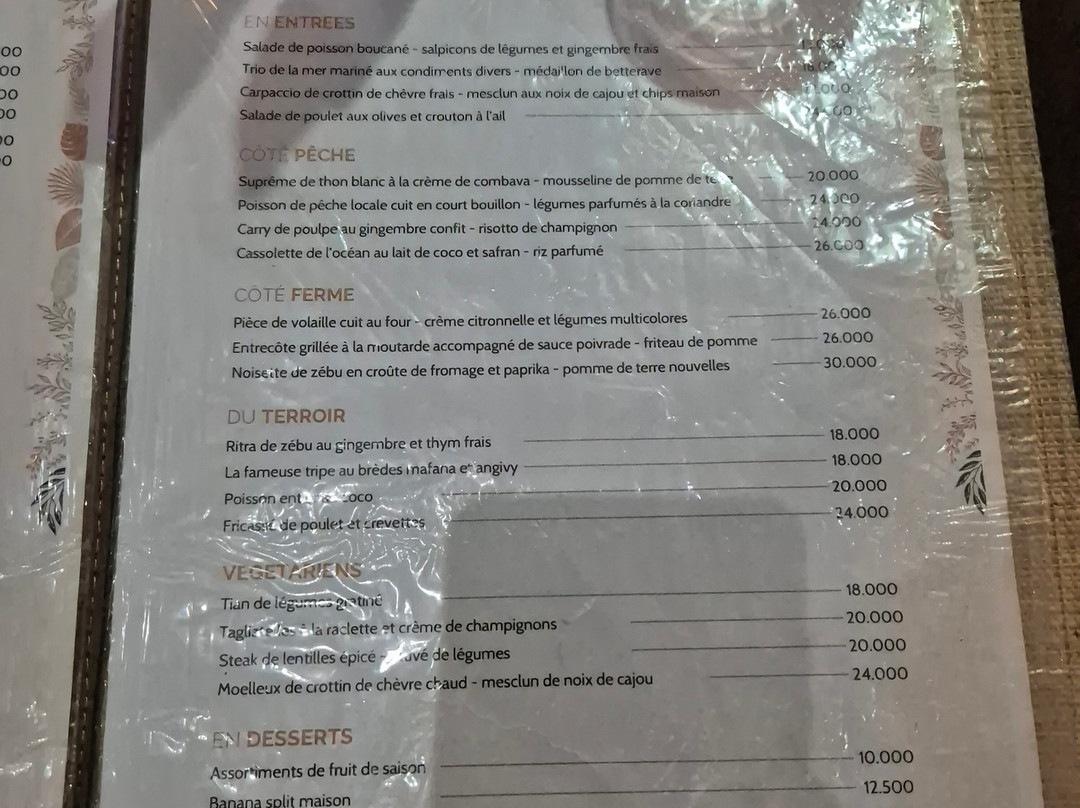 EN ENTREES
Salade de poisson boucané - salpicons de légumes et gingembre frais
Trio de la mer mariné aux condiments divers - médaillon de betterave
Carpaccio de crottin de chèvre frais - mesclun aux noix de cajou et chips maison
Salade de poulet aux olives et crouton à l'ail
CÔTÉ PÊCHE
Suprême de thon blanc à la crème de combava - mousseline de pomme de 20.000
Poisson de pêche locale cuit en court bouillon - légumes parfumés à la coriandre 24.000
Carry de poulpe au gingembre confit - risotto de champignon 24.000
Cassolette de l'océan au lait de coco et safran - riz parfumé 26.000
CÔTÉ FERME
Pièce de volaille cuit au four - crème citronnelle et légumes multicolores 26.000
Entrecôte grillée à la moutarde accompagné de sauce poivrade - friteau de pomme 26.000
Noisette de zébu en croûte de fromage et paprika - pomme de terre nouvelles 30.000
DU TERROIR
Ritra de zébu au gingembre et thym frais 18.000
La fameuse tripe au brèdes mafana et angivy 18.000
Poisson coco 20.000
Fricassé de poulet et crevettes 24.000
VEGETARIENS
Tian de légumes gratiné 18.000
Tagliatelles à la raclette et crème de champignons 20.000
Steak de lentilles épicé - de légumes 20.000
Moelleux de crottin de chèvre chaud - mesclun de noix de cajou 24.000
EN DESSERTS
Assortiments de fruit de saison 10.000
Banana split maison 12.500